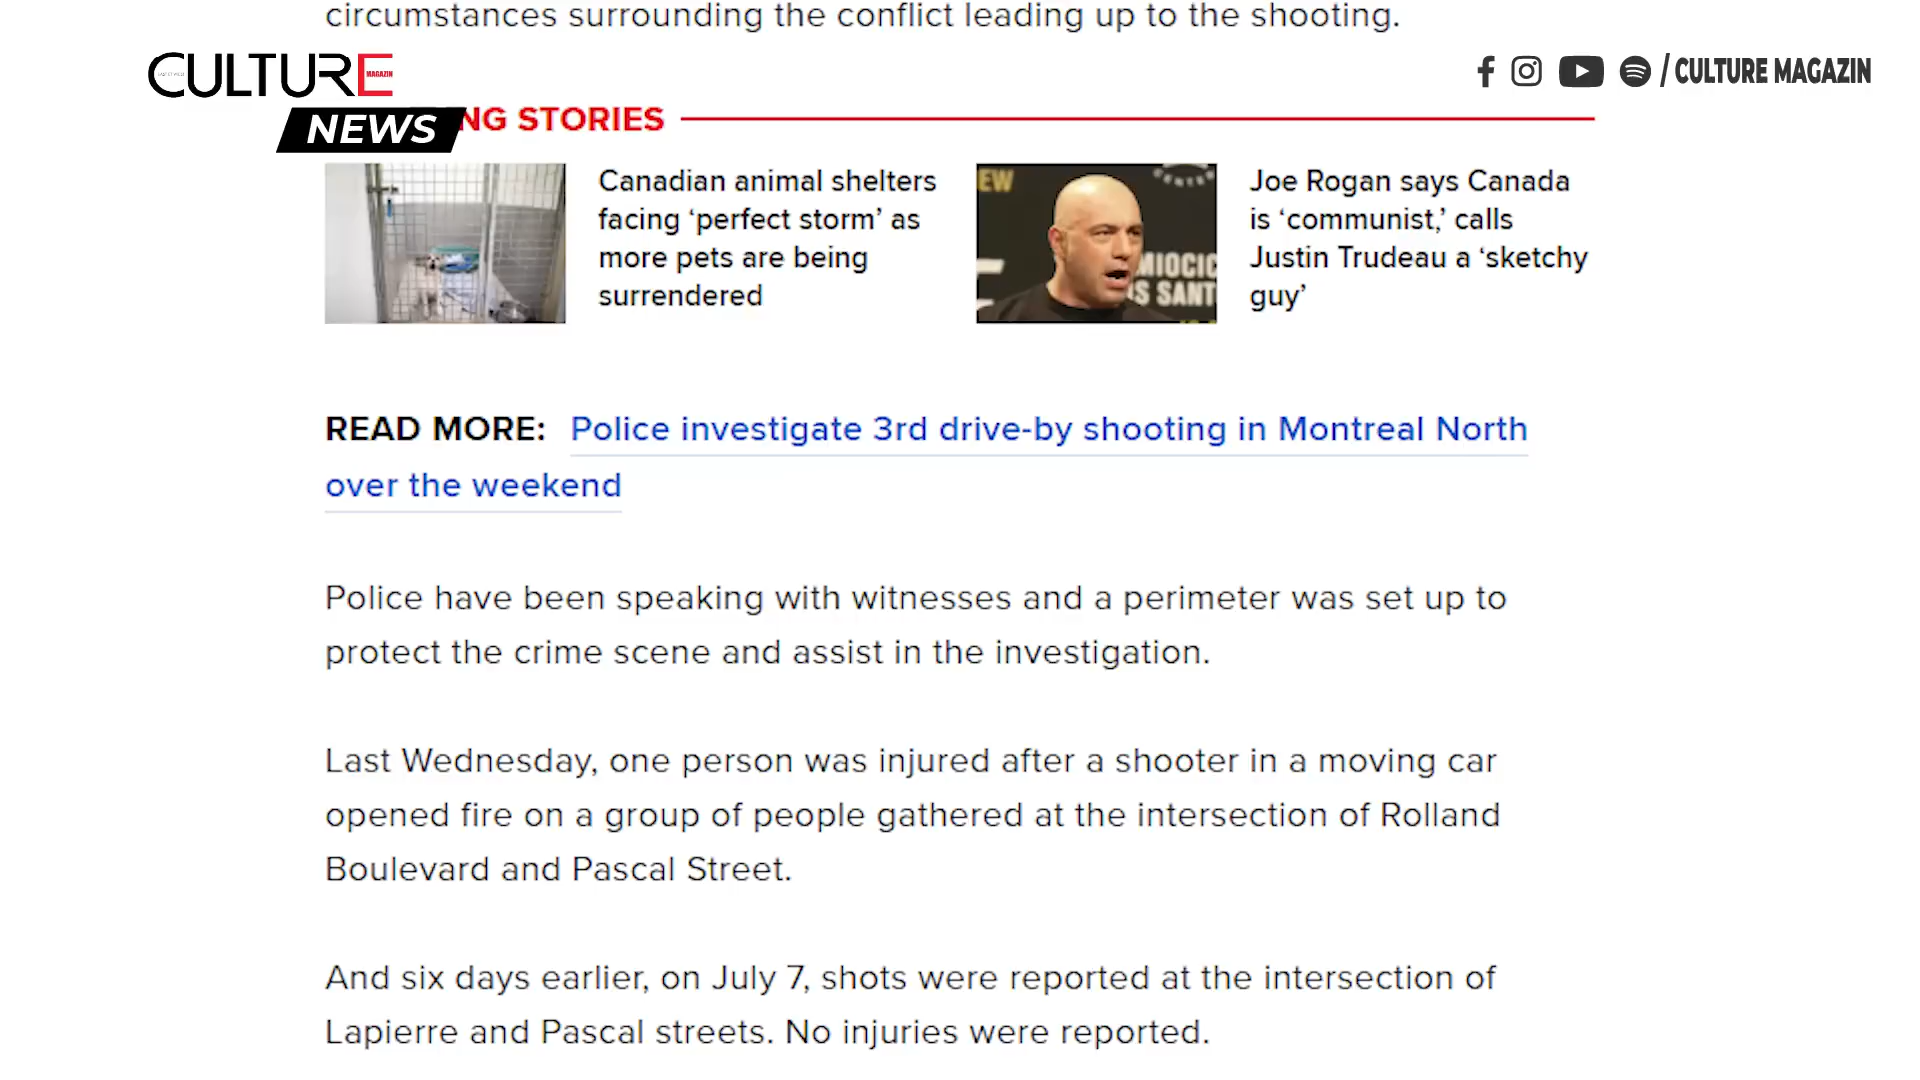 circumstances surrounding the conflict leading up to the shooting.
CULTURE
MAGAZIN
/ CULTURE MAGAZIN
NEWS
NG STORIES
Canadian animal shelters
facing ‘perfect storm’ as
more pets are being
surrendered
EW
MIOCIC
S SANT
Joe Rogan says Canada
is ‘communist,’ calls
Justin Trudeau a ‘sketchy
guy’
READ MORE: Police investigate 3rd drive-by shooting in Montreal North
over the weekend
Police have been speaking with witnesses and a perimeter was set up to
protect the crime scene and assist in the investigation.
Last Wednesday, one person was injured after a shooter in a moving car
opened fire on a group of people gathered at the intersection of Rolland
Boulevard and Pascal Street.
And six days earlier, on July 7, shots were reported at the intersection of
Lapierre and Pascal streets. No injuries were reported.